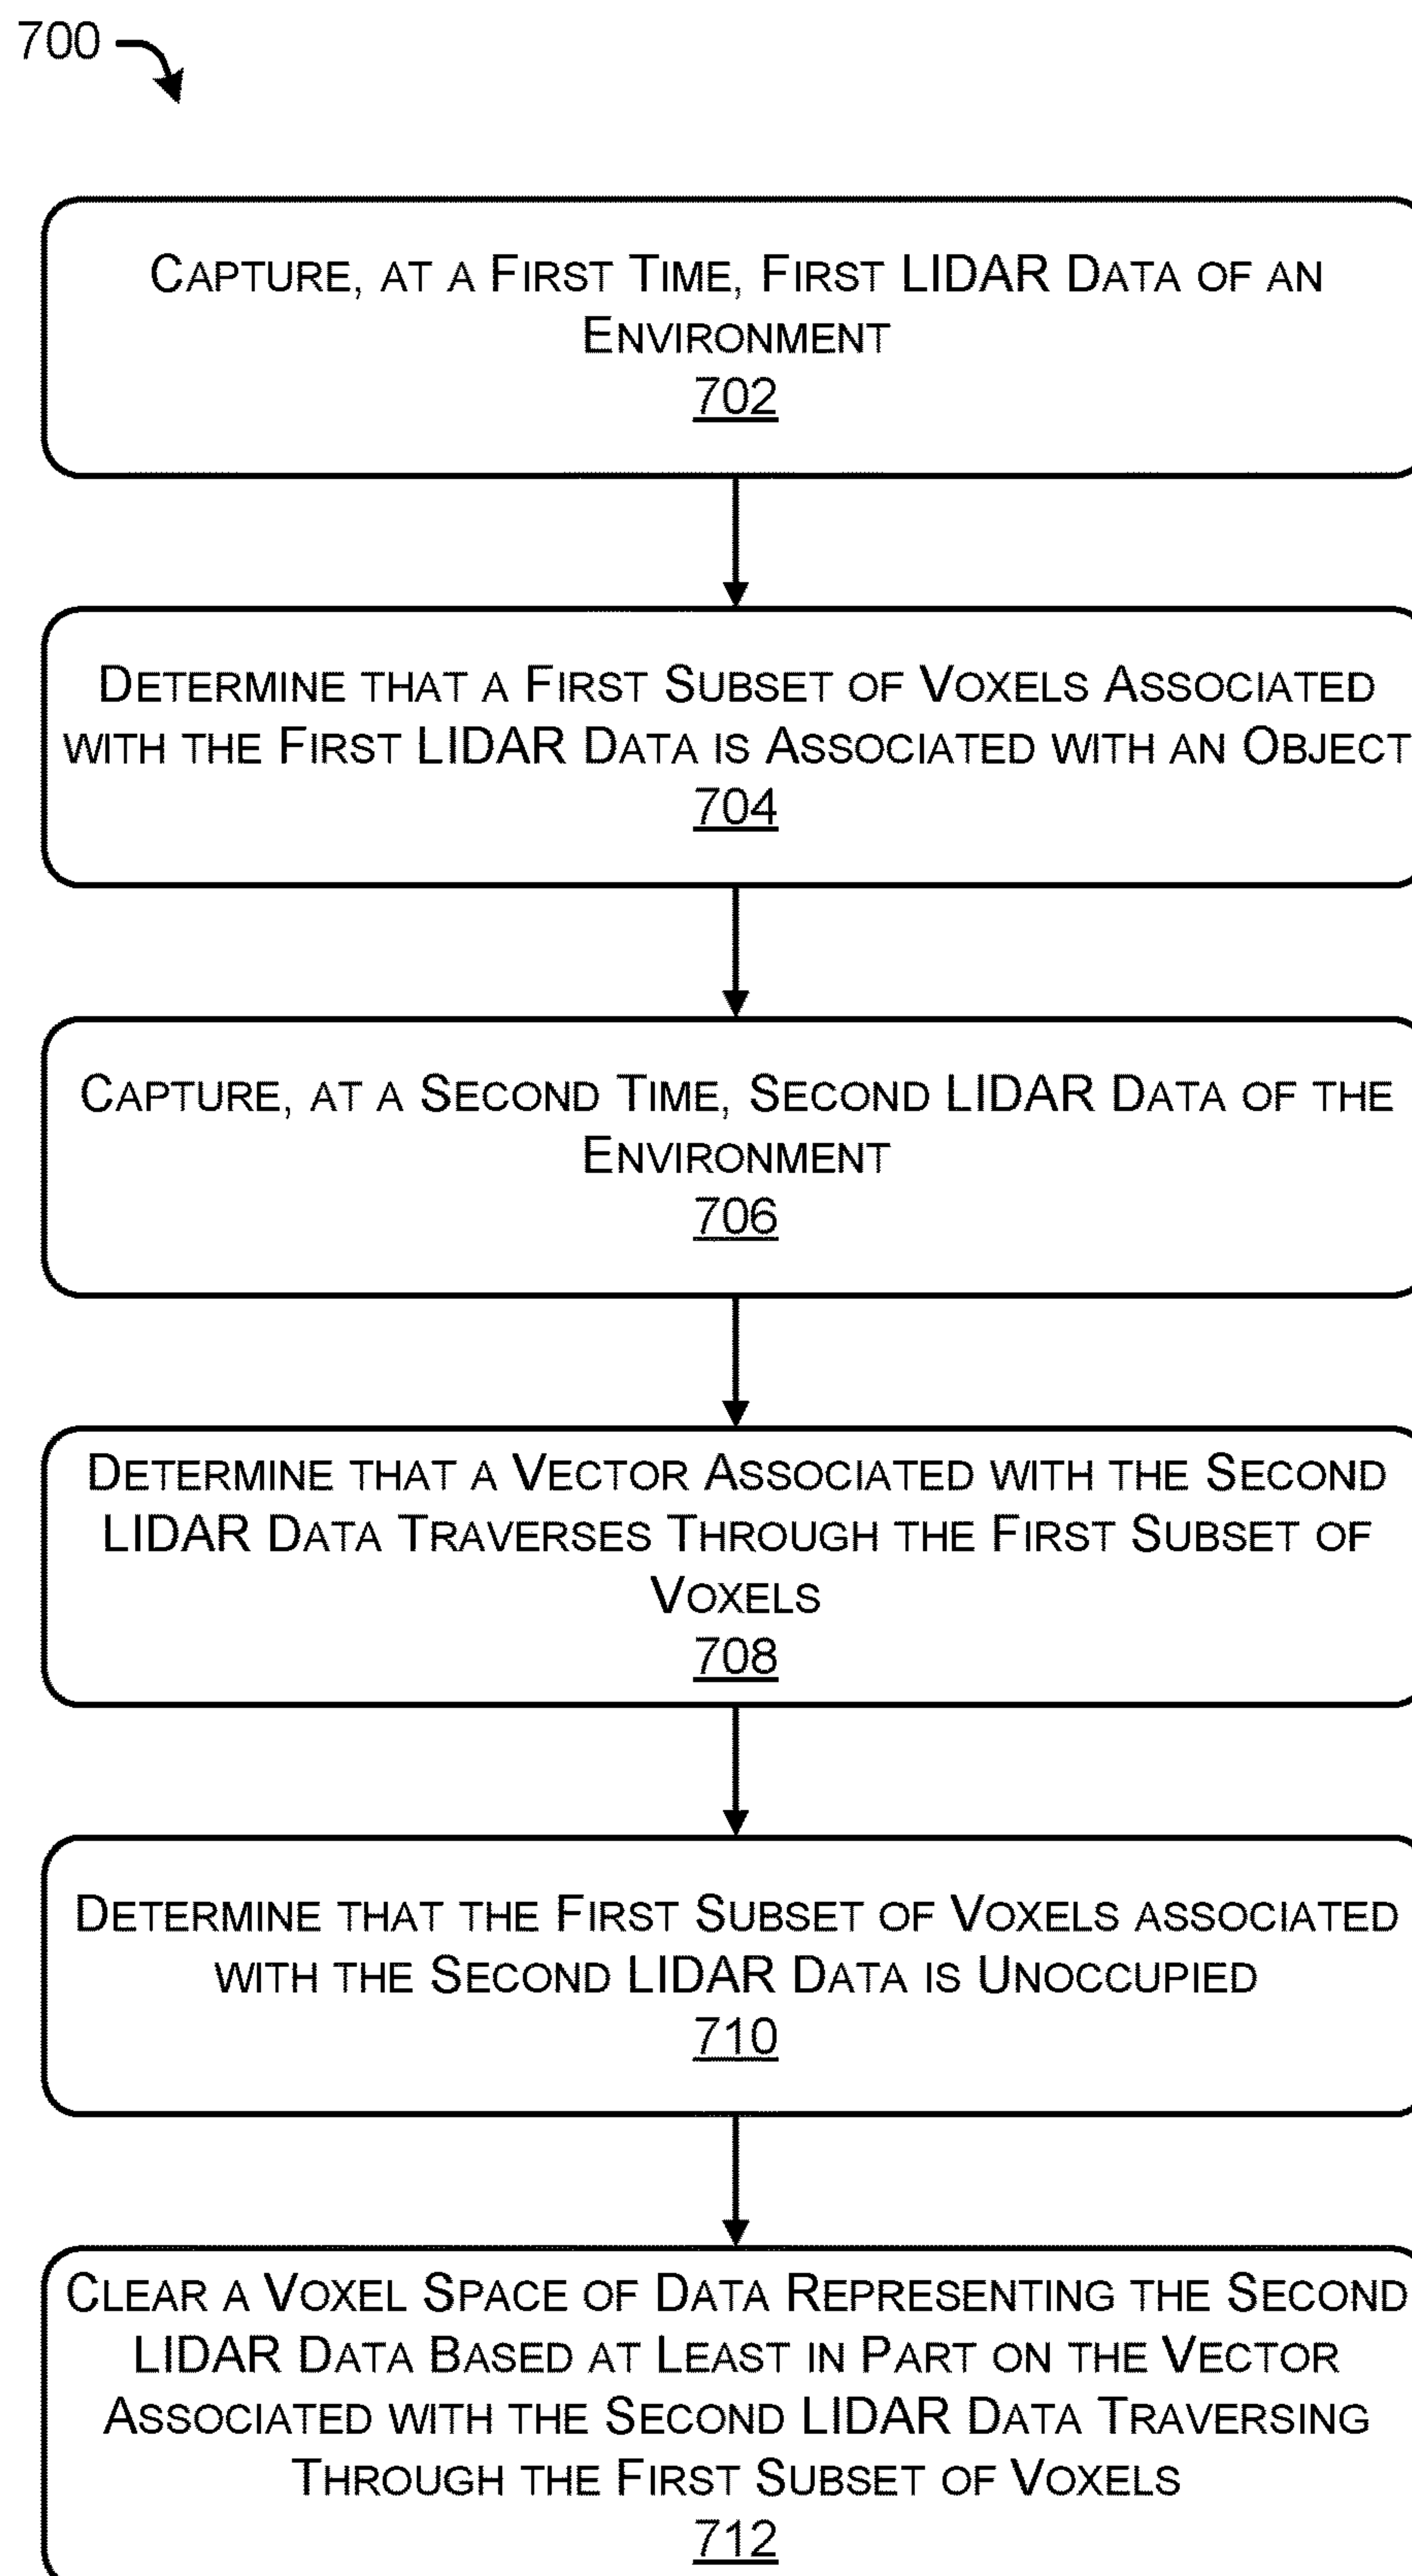 700
Capture, at a First Time, First LIDAR Data of an
Environment
702
Determine that a First Subset of Voxels Associated
with the First LIDAR Data is Associated with an Object
704
Capture, at a Second Time, Second LIDAR Data of the
Environment
706
Determine that a Vector Associated with the Second
LIDAR Data Traverses Through the First Subset of
Voxels
708
Determine that the First Subset of Voxels associated
with the Second LIDAR Data is Unoccupied
710
Clear a Voxel Space of Data Representing the Second
LIDAR Data Based at Least in Part on the Vector
Associated with the Second LIDAR Data Traversing
Through the First Subset of Voxels
712